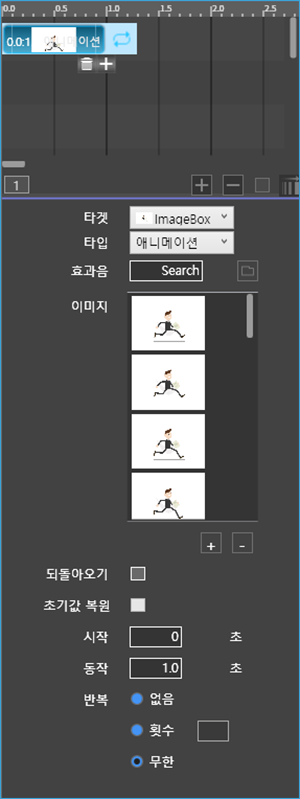 0.0 0.5 1.0 1.5 2.0 2.5
0.0:1 애니메이션
1
타겟 ImageBox
타입 애니메이션
효과음 Search
이미지
+ -
되돌아오기
초기값 복원
시작 0 초
동작 1.0 초
반복 없음
횟수
무한